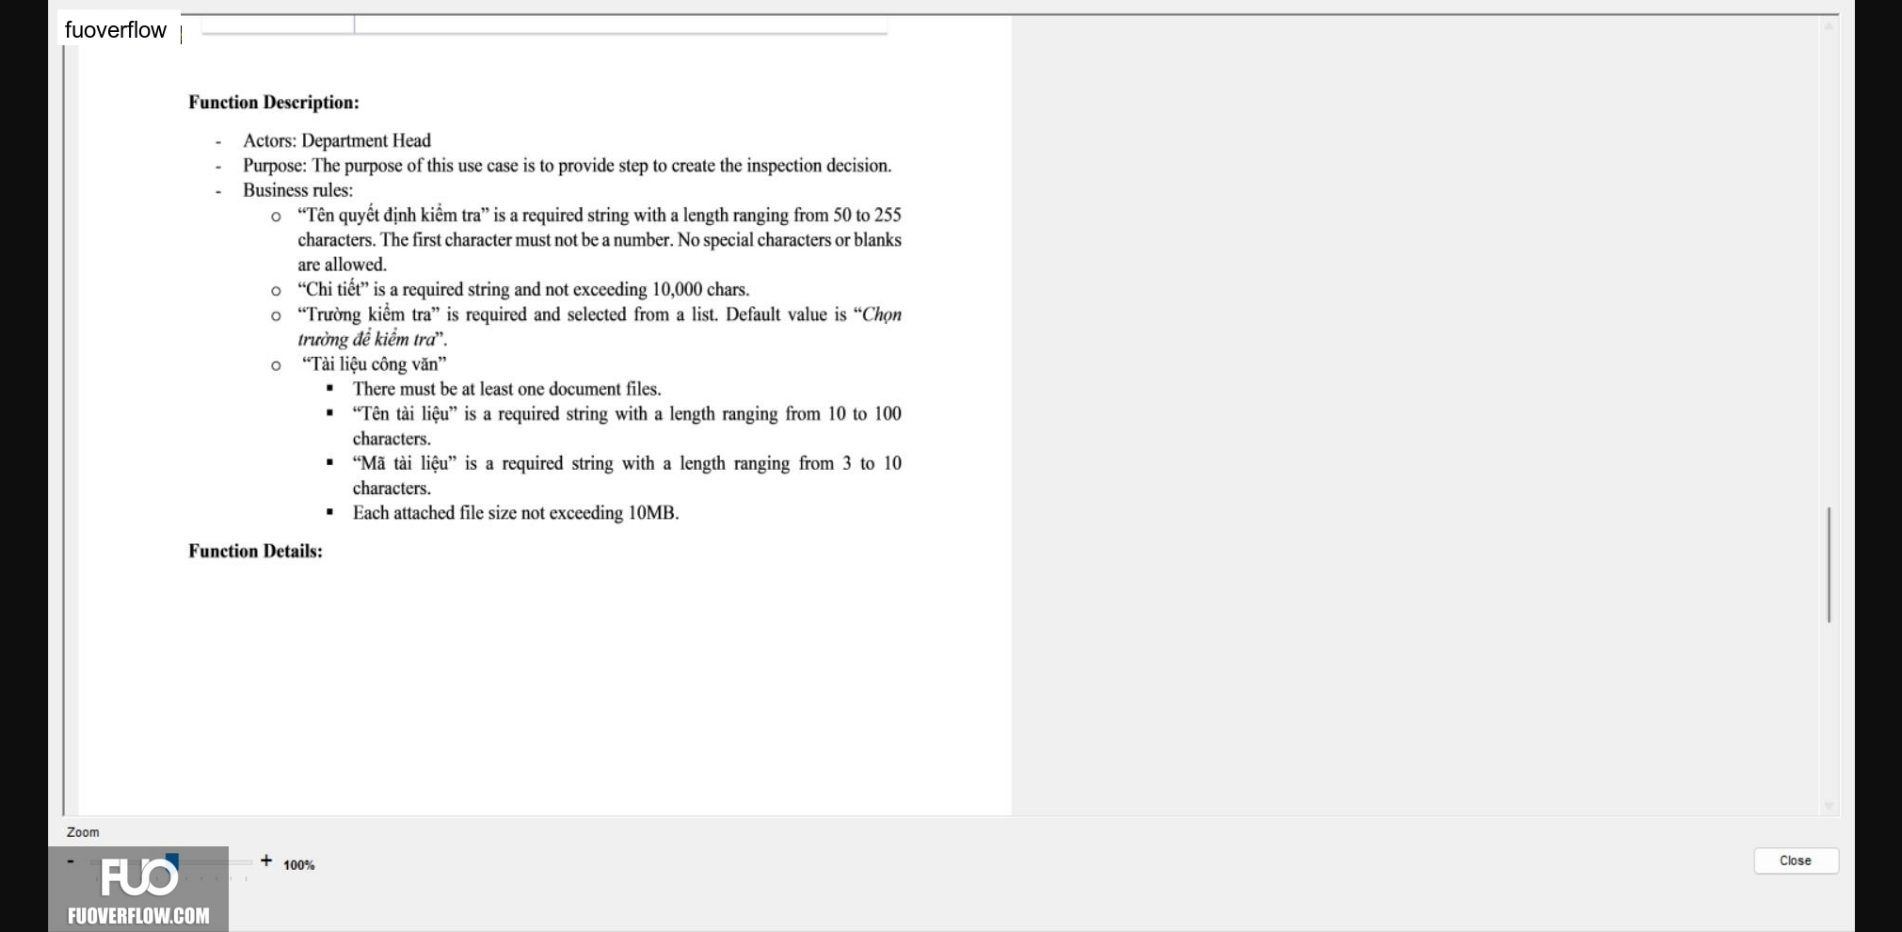 fuoverflow
Function Description:
- Actors: Department Head
- Purpose: The purpose of this use case is to provide step to create the inspection decision.
- Business rules:
o “Tên quyết định kiểm tra” is a required string with a length ranging from 50 to 255
characters. The first character must not be a number. No special characters or blanks
are allowed.
o “Chi tiết” is a required string and not exceeding 10,000 chars.
o “Trường kiểm tra” is required and selected from a list. Default value is “Chọn
trường để kiểm tra”.
o “Tài liệu công văn”
▪ There must be at least one document files.
▪ “Tên tài liệu” is a required string with a length ranging from 10 to 100
characters.
▪ “Mã tài liệu” is a required string with a length ranging from 3 to 10
characters.
▪ Each attached file size not exceeding 10MB.
Function Details:
Zoom
- + 100%
Close
FUO
FUOVERFLOW.COM